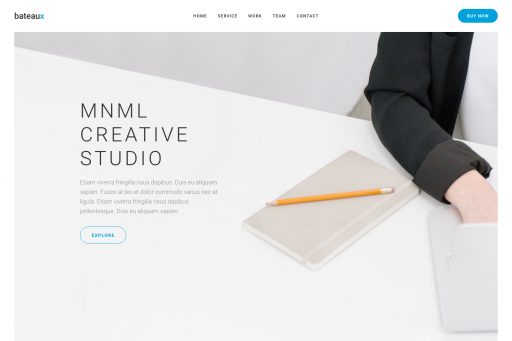 bateaux
HOME SERVICE WORK TEAM CONTACT
BUY NOW
MNML
CREATIVE
STUDIO
Etiam viverra fringilla risus dapibus. Duis eu aliquam
sapien. Fusce at leo et dolor commodo varius nec at
ligula. Etiam viverra fringilla risus dapibus
pellentesque. Duis eu aliquam sapien.
EXPLORE